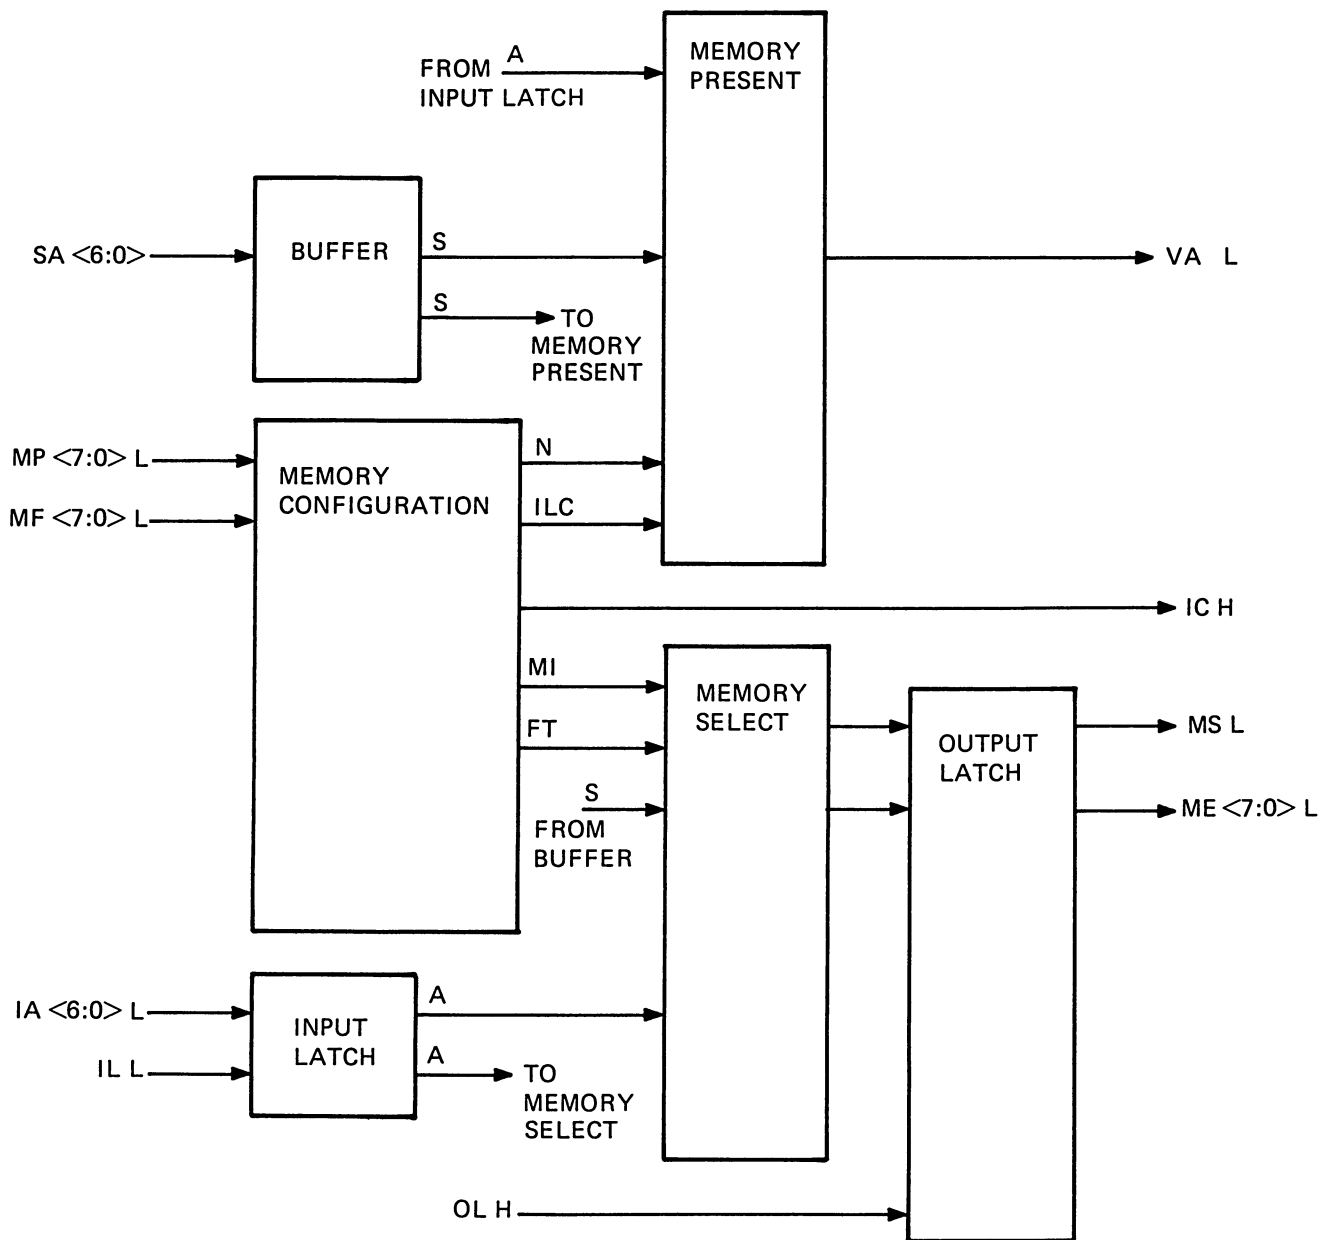 A
FROM
INPUT LATCH
MEMORY
PRESENT
SA <6:0>
BUFFER
S
S
TO
MEMORY
PRESENT
VA L
MP <7:0> L
MF <7:0> L
MEMORY
CONFIGURATION
N
ILC
IC H
MI
FT
S
FROM
BUFFER
MEMORY
SELECT
OUTPUT
LATCH
MS L
ME <7:0> L
IA <6:0> L
IL L
INPUT
LATCH
A
A
TO
MEMORY
SELECT
OL H